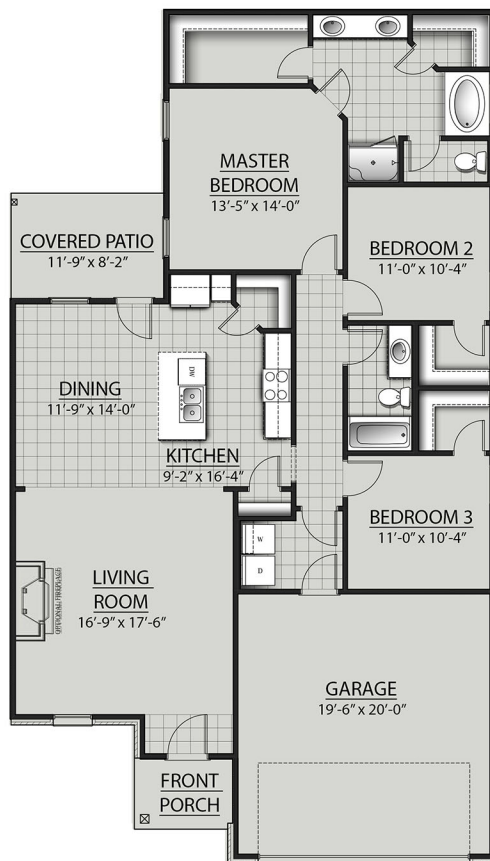 MASTER
BEDROOM
13'-5" x 14'-0"
COVERED PATIO
11'-9" x 8'-2"
BEDROOM 2
11'-0" x 10'-4"
DINING
11'-9" x 14'-0"
DW
KITCHEN
9'-2" x 16'-4"
BEDROOM 3
11'-0" x 10'-4"
W
D
LIVING
ROOM
16'-9" x 17'-6"
OPTIONAL FIREPLACE
GARAGE
19'-6" x 20'-0"
FRONT
PORCH